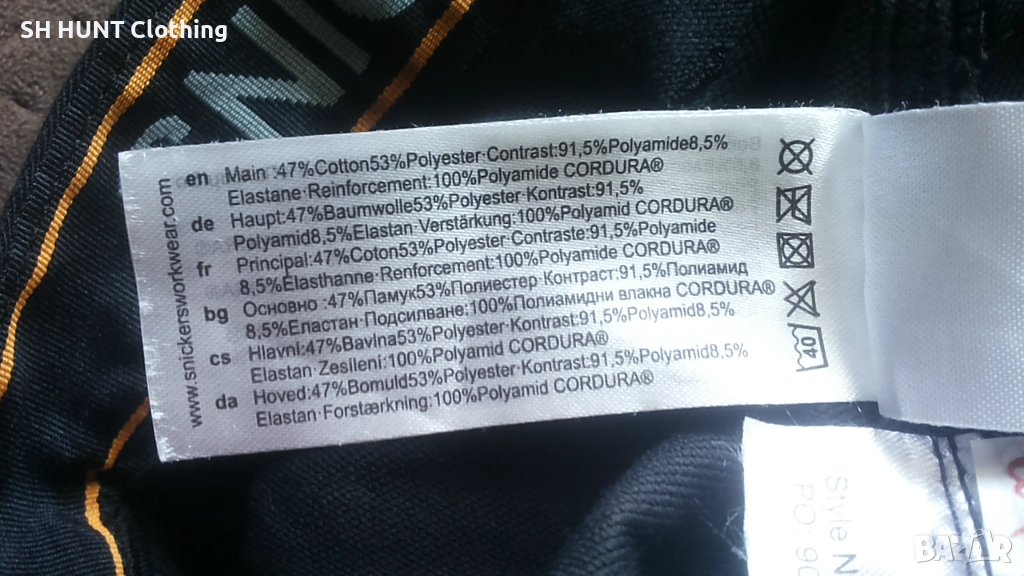 SH HUNT Clothing
SNIC
www.snickersworkwear.com
en Main :47%Cotton53%Polyester·Contrast:91,5%Polyamide8,5%
Elastane·Reinforcement:100%Polyamide CORDURA®
de Haupt:47%Baumwolle53%Polyester·Kontrast:91,5%
Polyamid8,5%Elastan·Verstärkung:100%Polyamid CORDURA®
fr Principal:47%Coton53%Polyester·Contraste:91,5%Polyamide
8,5%Élasthanne·Renforcement:100%Polyamide CORDURA®
bg Основно :47%Памук53%Полиестер·Контраст:91,5%Полиамид
8,5%Еластан·Подсилване:100%Полиамидни влакна CORDURA®
cs Hlavní:47%Bavlna53%Polyester·Kontrast:91,5%Polyamid8,5%
Elastan·Zesílení:100%Polyamid CORDURA®
da Hoved:47%Bomuld53%Polyester·Kontrast:91,5%Polyamid8,5%
Elastan·Forstærkning:100%Polyamid CORDURA®
40
Style N
PO: 90
BAZAR